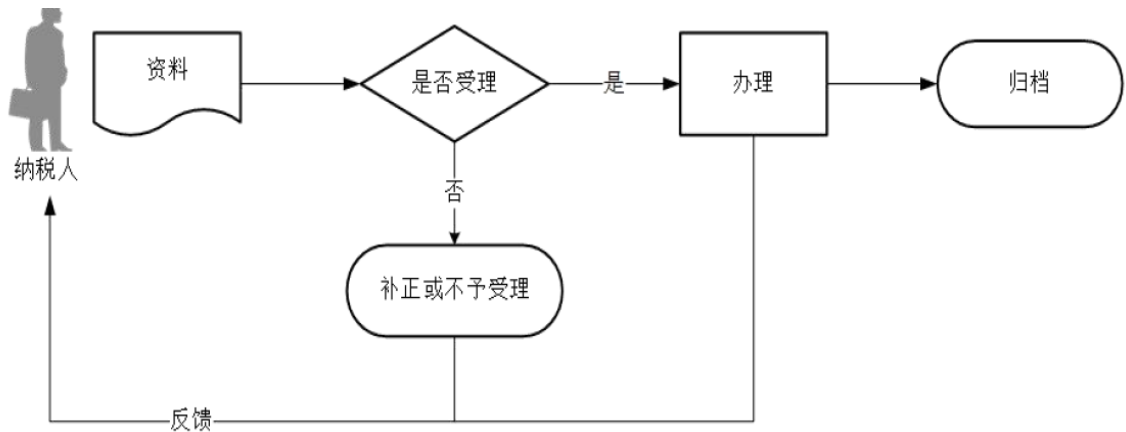 纳税人
资料
是否受理
是
办理
归档
否
补正或不予受理
反馈